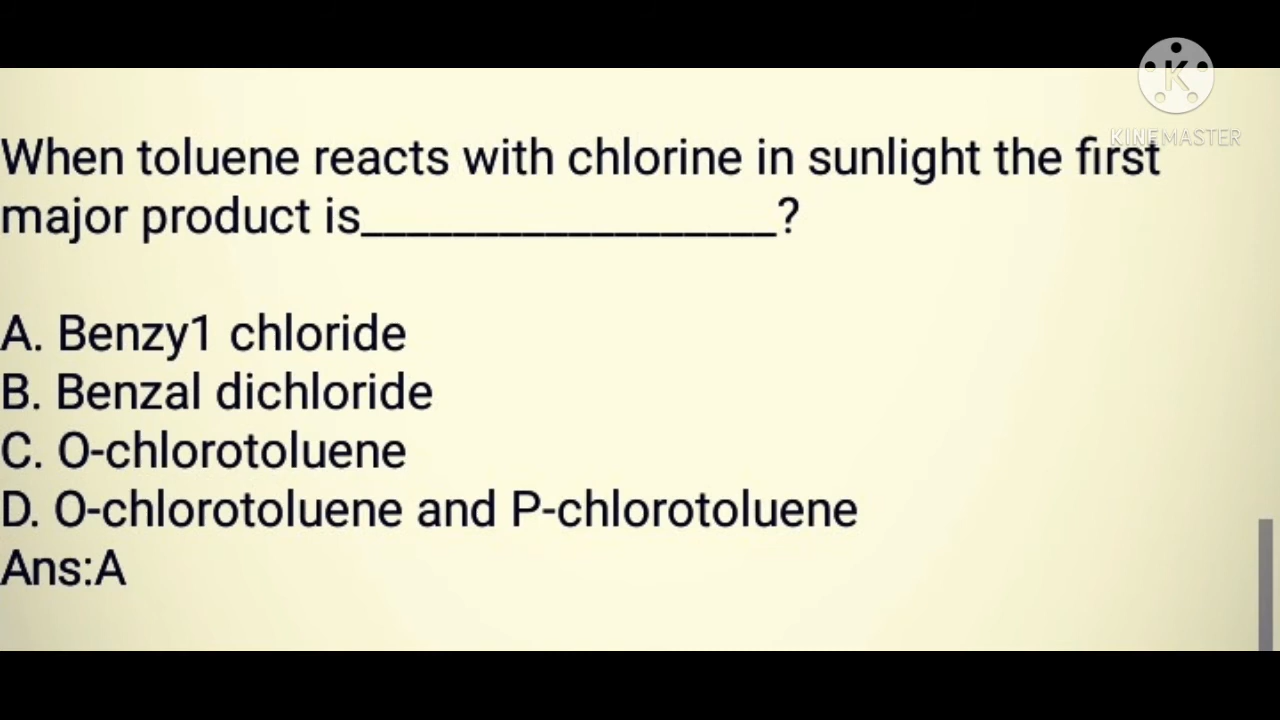 KINEMASTER
When toluene reacts with chlorine in sunlight the first
major product is__________________?
A. Benzy1 chloride
B. Benzal dichloride
C. O-chlorotoluene
D. O-chlorotoluene and P-chlorotoluene
Ans:A